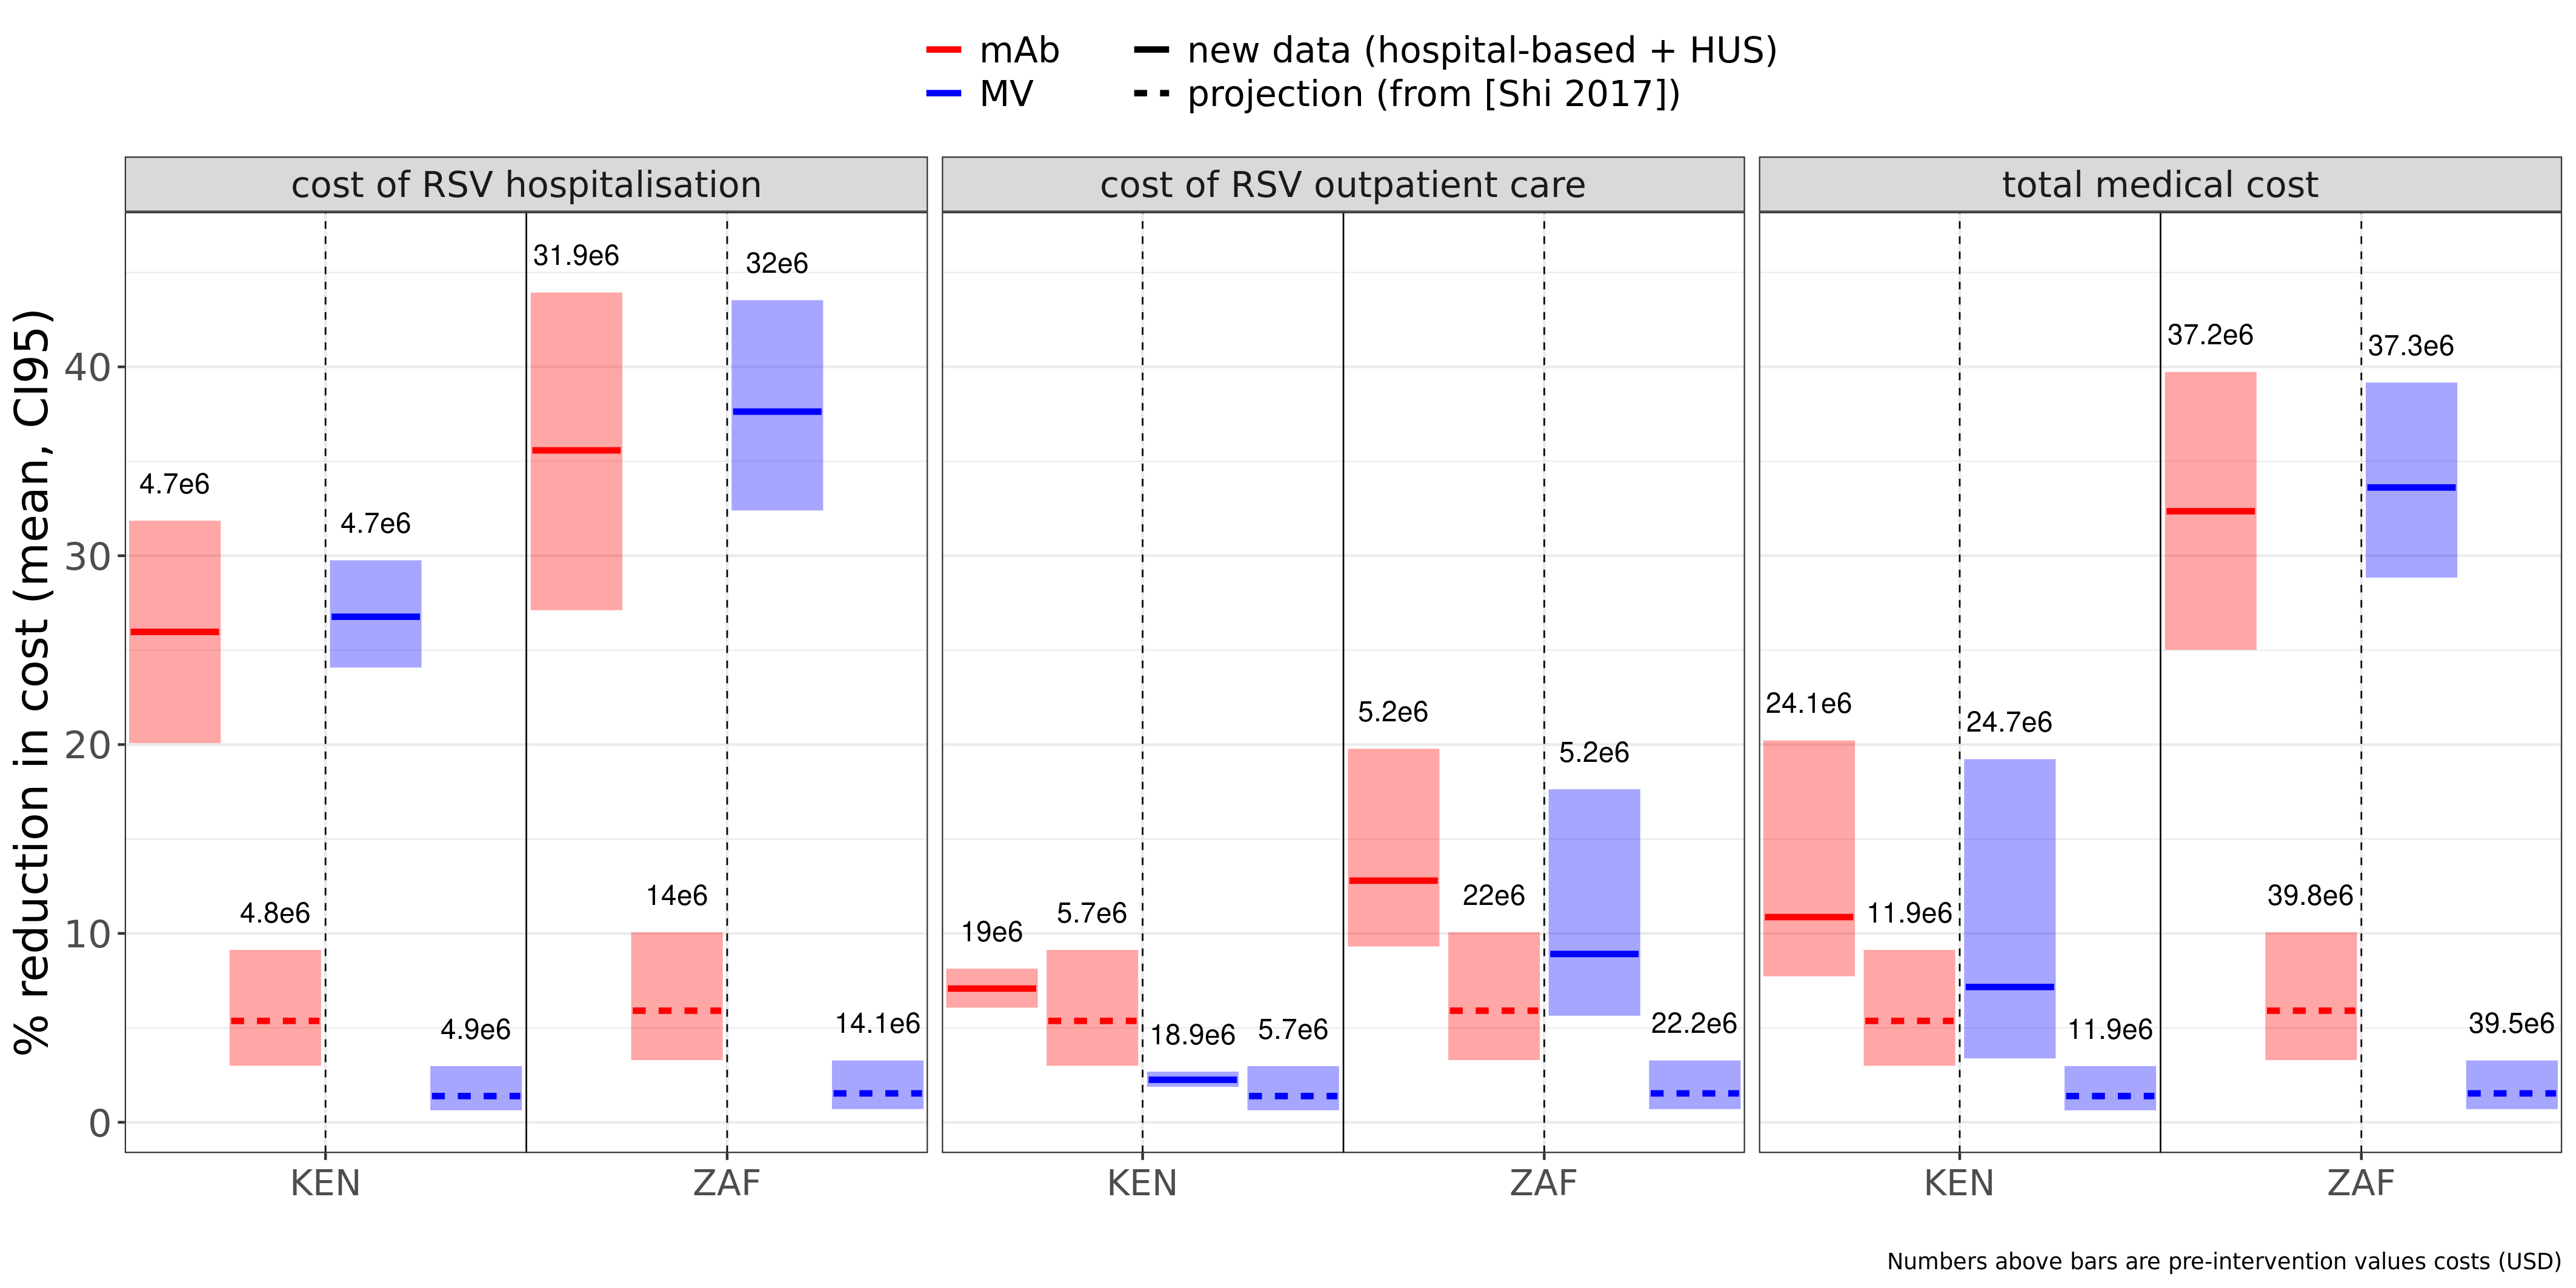 mAb
MV
new data (hospital-based + HUS)
projection (from [Shi 2017])
cost of RSV hospitalisation
cost of RSV outpatient care
total medical cost
% reduction in cost (mean, CI95)
40
30
20
10
0
4.7e6
4.8e6
4.7e6
4.9e6
31.9e6
14e6
32e6
14.1e6
19e6
5.7e6
18.9e6
5.7e6
5.2e6
22e6
5.2e6
22.2e6
24.1e6
11.9e6
24.7e6
11.9e6
37.2e6
39.8e6
37.3e6
39.5e6
KEN
ZAF
KEN
ZAF
KEN
ZAF
Numbers above bars are pre-intervention values costs (USD)